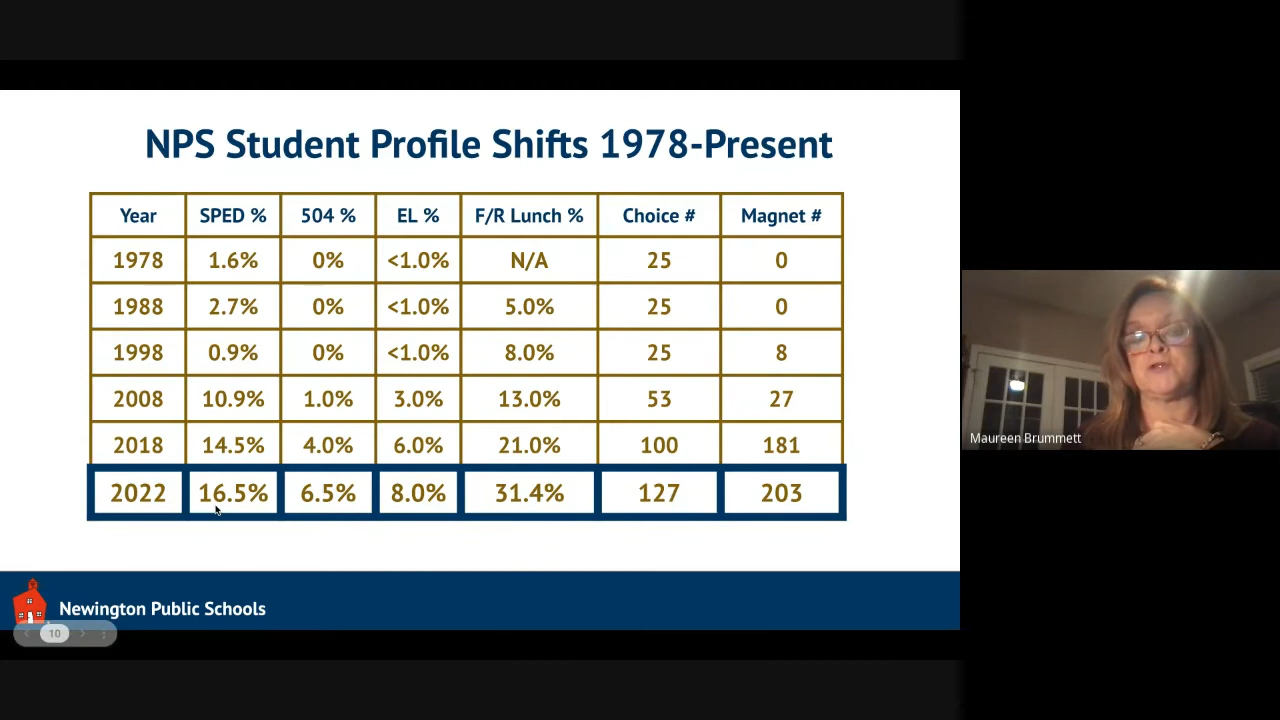 NPS Student Profile Shifts 1978-Present
Year SPED % 504 % EL % F/R Lunch % Choice # Magnet #
1978 1.6% 0% <1.0% N/A 25 0
1988 2.7% 0% <1.0% 5.0% 25 0
1998 0.9% 0% <1.0% 8.0% 25 8
2008 10.9% 1.0% 3.0% 13.0% 53 27
2018 14.5% 4.0% 6.0% 21.0% 100 181
2022 16.5% 6.5% 8.0% 31.4% 127 203
Maureen Brummett
Newington Public Schools
10